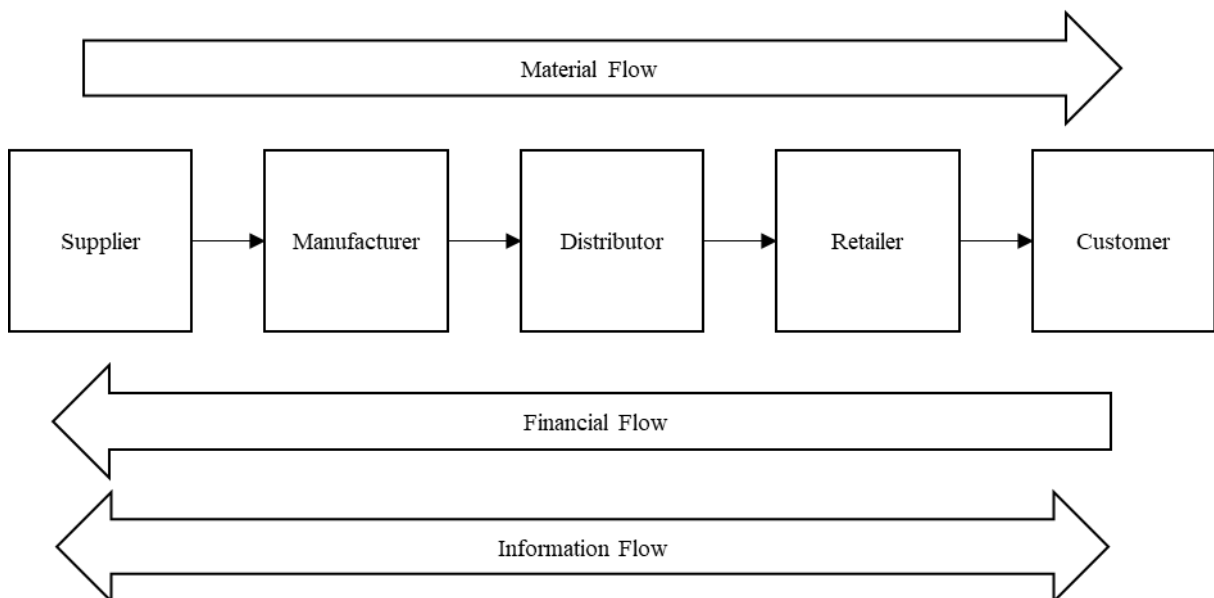 Material Flow
Supplier
Manufacturer
Distributor
Retailer
Customer
Financial Flow
Information Flow